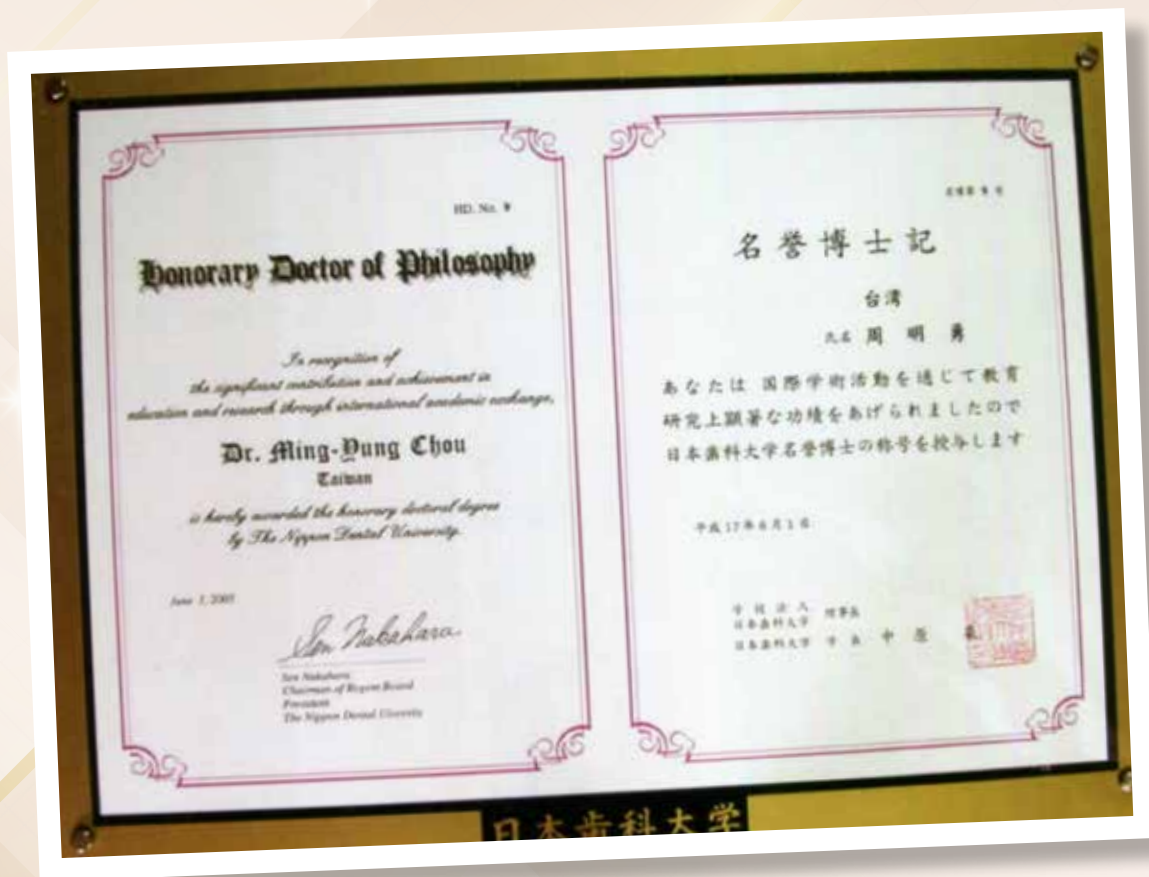 HD. No.
Honorary Doctor of Philosophy
In recognition of
the significant contribution and achievement in
education and research through international academic exchange,
Dr. Ming-Yung Chou
Taiwan
is hereby awarded the honorary doctoral degree
by The Nippon Dental University.
June 1, 2005
Sen Nakahara
Sen Nakahara
Chairman of Regent Board
President
The Nippon Dental
名誉博士記
台湾
氏名 周 明 勇
あなたは 国際学術活動を通じて教育
研究上顕著な功績をあげられましたので
日本歯科大学名誉博士の称号を授与します
平成17年6月1日
学校法人
日本歯科大学 理事長
日本歯科大学 学長 中原
日本歯科大学